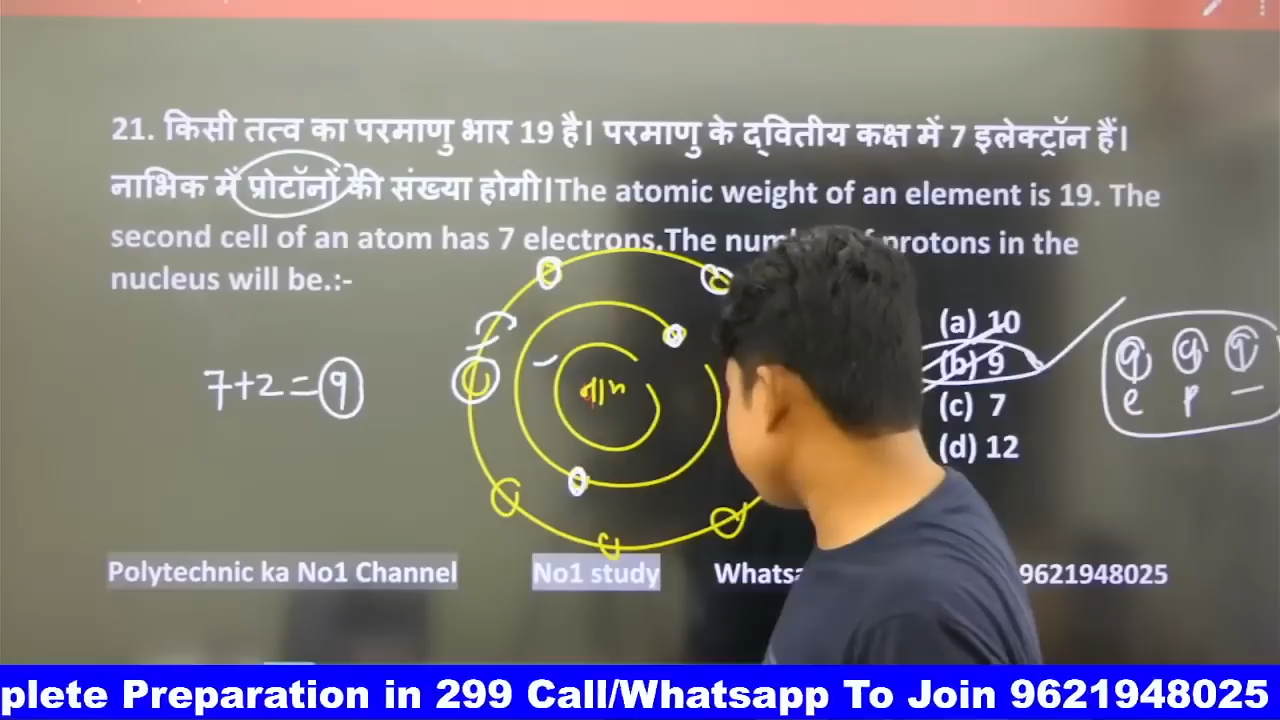 21. किसी तत्व का परमाणु भार 19 है। परमाणु के द्वितीय कक्ष में 7 इलेक्ट्रॉन हैं।
नाभिक में प्रोटॉनों की संख्या होगी।The atomic weight of an element is 19. The
second cell of an atom has 7 electrons.The protons in the
nucleus will be.:-
(a) 10
(b) 9
(c) 7
(d) 12
7+2=9
9 9 9
e p –
Polytechnic ka No1 Channel No1 study 9621948025
Preparation in 299 Call/Whatsapp To Join 9621948025